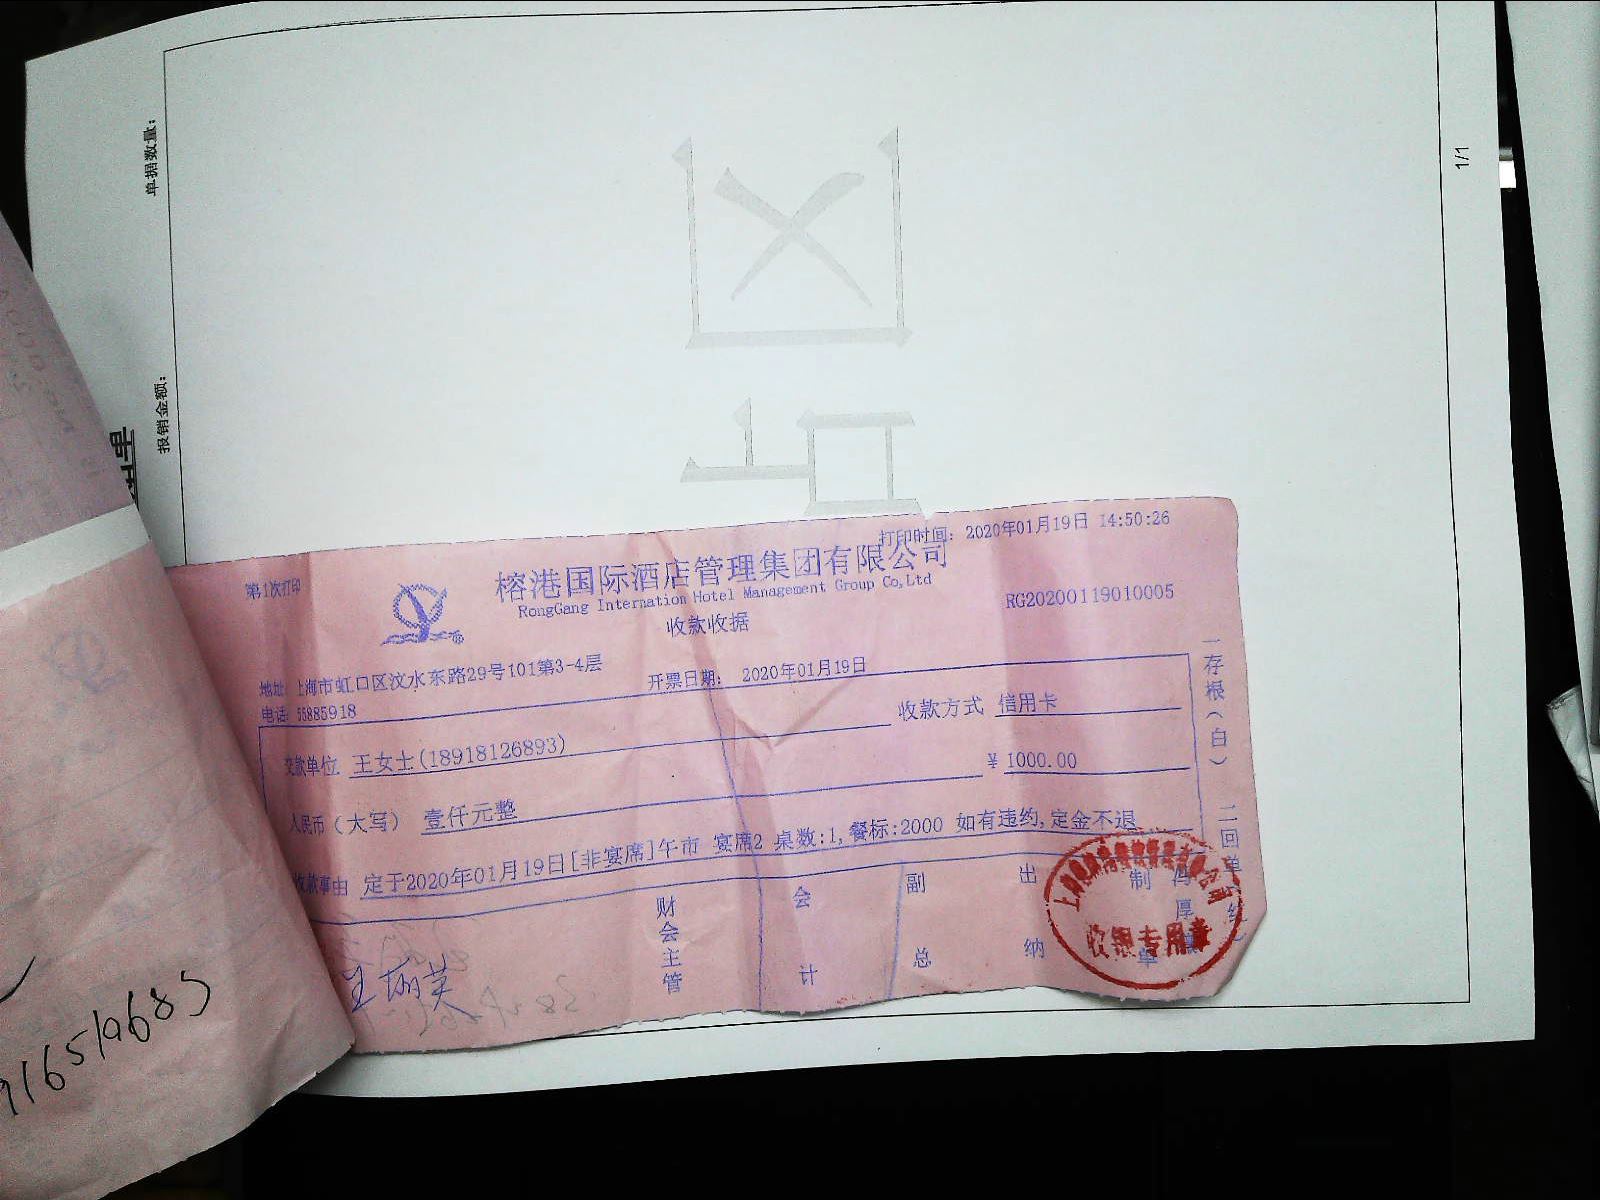 单据数量:
报销金额:
1/1
区
占
打印时间: 2020年01月19日 14:50:26
第1次打印
榕港国际酒店管理集团有限公司
RongGang Internation Hotel Management Group Co,Ltd
RG20200119010005
收款收据
地址: 上海市虹口区汶水东路29号101第3-4层
开票日期: 2020年01月19日
电话: 55885918
收款方式 信用卡
交款单位 王女士(18918126893)
¥ 1000.00
人民币(大写) 壹仟元整
收款事由 定于2020年01月19日[非宴席]午市 宴席2 桌数:1,餐标:2000 如有违约,定金不退
财会主管
会计
副总
出纳
制单
一存根(白) 二回单(红)
收银专用章